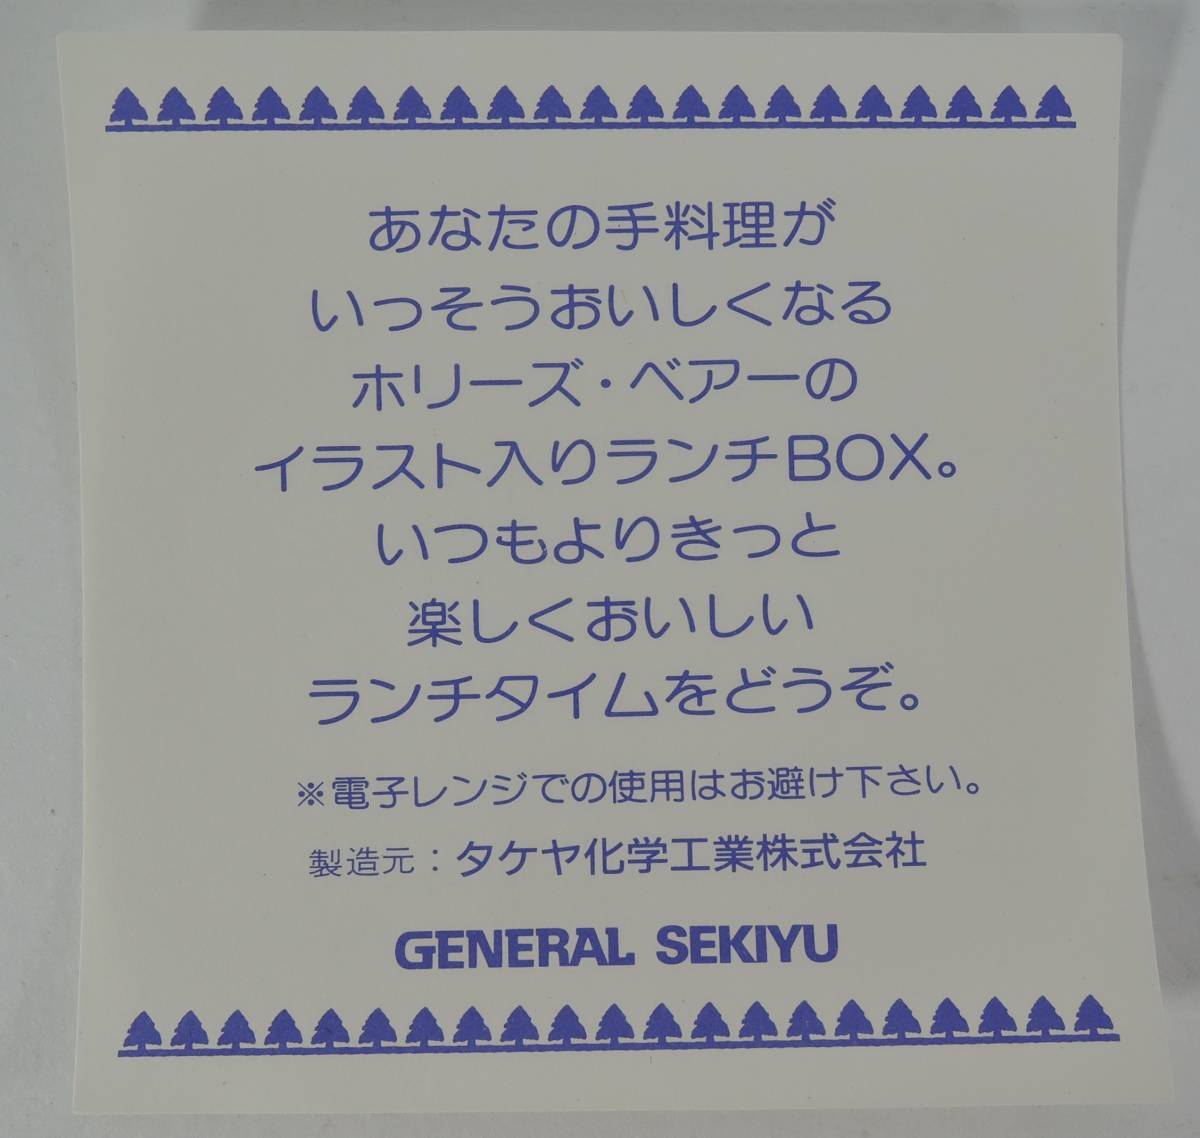 あなたの手料理が
いっそうおいしくなる
ホリーズ・ベアーの
イラスト入りランチBOX。
いつもよりきっと
楽しくおいしい
ランチタイムをどうぞ。
※電子レンジでの使用はお避け下さい。
製造元：タケヤ化学工業株式会社
GENERAL SEKIYU